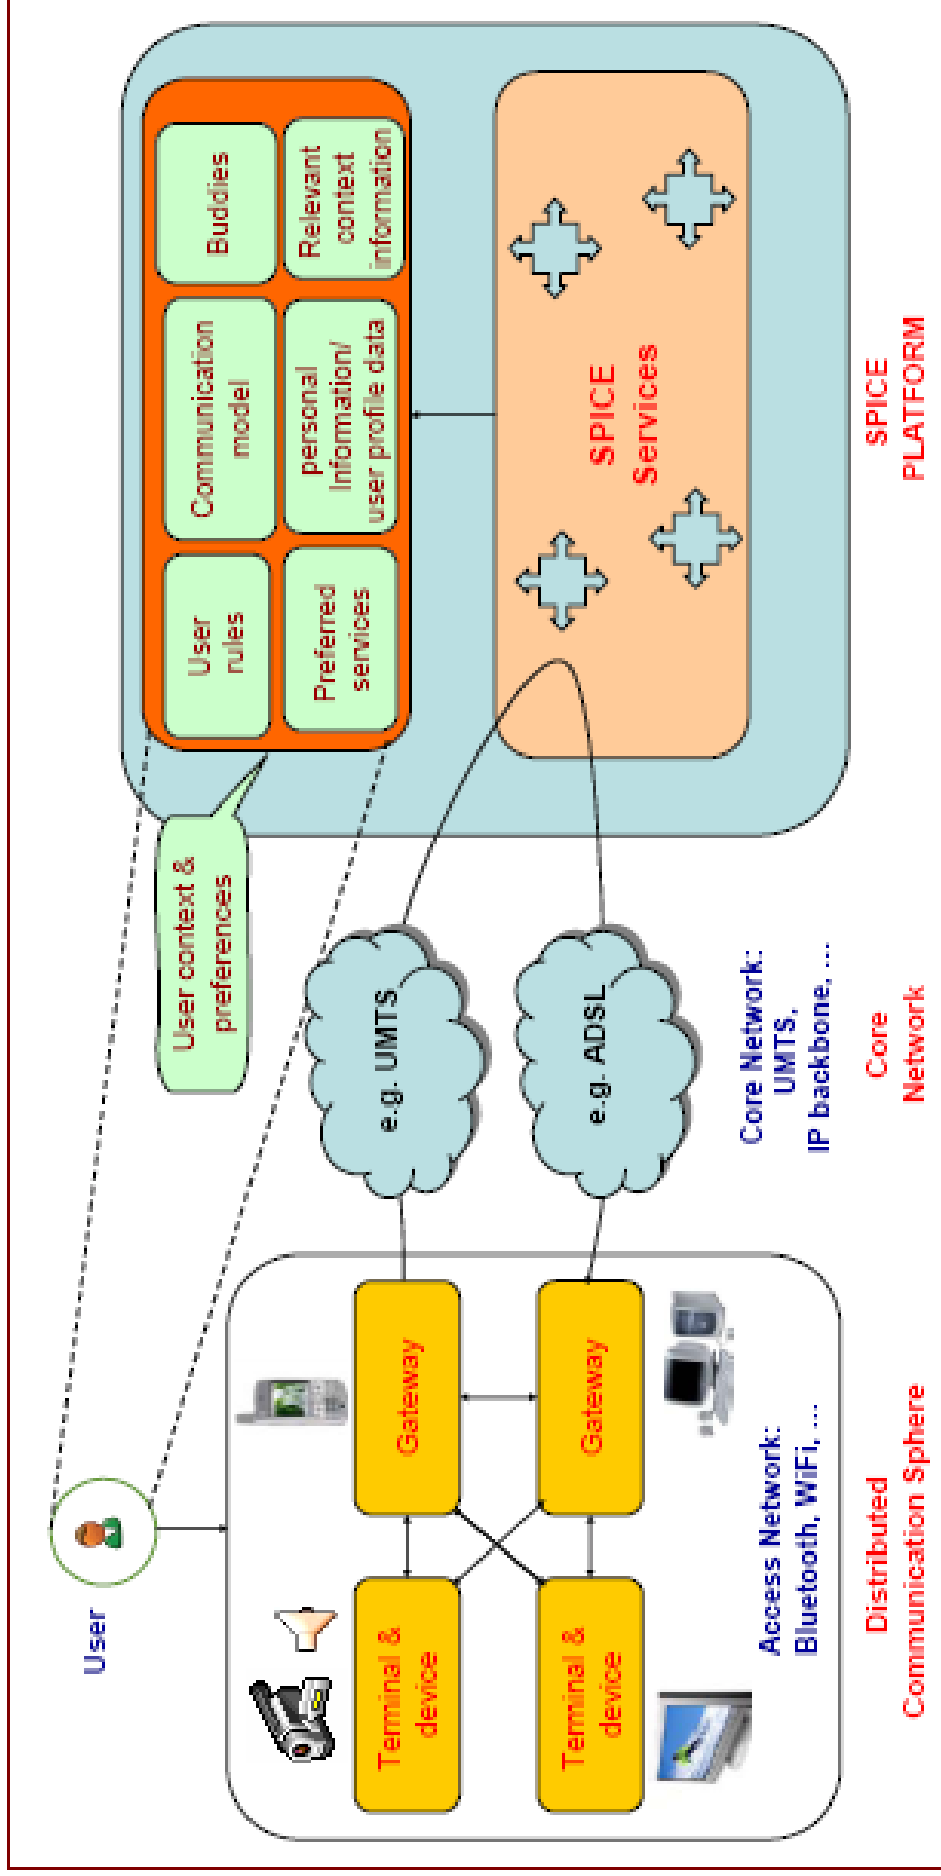 User
User context &
preferences
User
rules
Communication
model
Buddies
Preferred
services
personal
Information/
user profile data
Relevant
context
information
Terminal &
device
Gateway
e.g. UMTS
Terminal &
device
Gateway
e.g. ADSL
SPICE
Services
Access Network:
Bluetooth, WiFi, ...
Core Network:
UMTS,
IP backbone, ...
Distributed
Communication Sphere
Core
Network
SPICE
PLATFORM